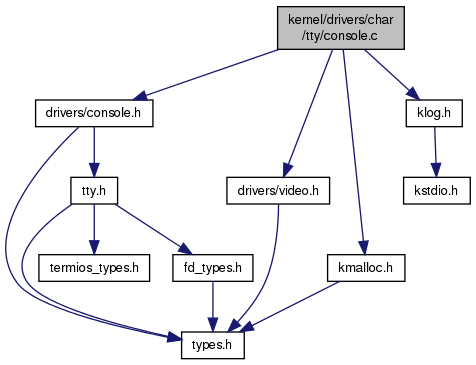 kernel/drivers/char
/tty/console.c
drivers/console.h
klog.h
tty.h
drivers/video.h
kstdio.h
termios_types.h
fd_types.h
kmalloc.h
types.h